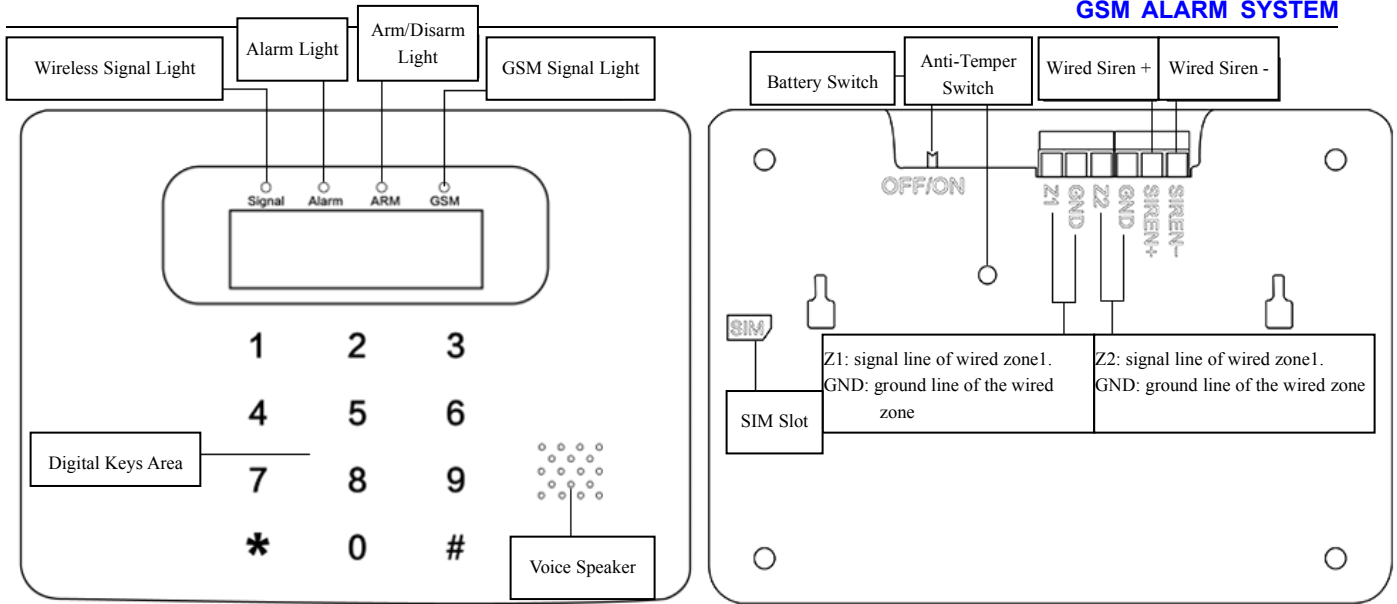 GSM ALARM SYSTEM
Wireless Signal Light
Alarm Light
Arm/Disarm
Light
GSM Signal Light
Signal
Alarm
ARM
GSM
1 2 3
4 5 6
7 8 9
* 0 #
Digital Keys Area
Voice Speaker
Battery Switch
Anti-Temper
Switch
Wired Siren +
Wired Siren -
OFF/ON
Z1
GND
Z2
GND
SIREN+
SIREN-
SIM
SIM Slot
Z1: signal line of wired zone1.
GND: ground line of the wired
zone
Z2: signal line of wired zone1.
GND: ground line of the wired zone